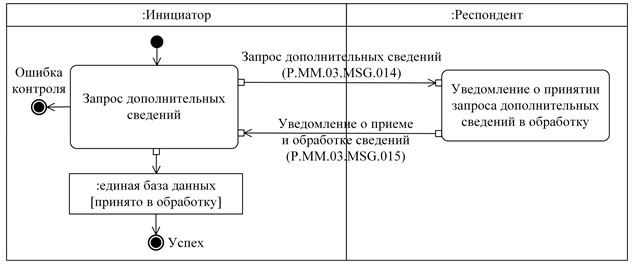 :Инициатор
:Респондент
Запрос дополнительных сведений
(P.MM.03.MSG.014)
Ошибка
контроля
Запрос дополнительных
сведений
Уведомление о принятии
запроса дополнительных
сведений в обработку
Уведомление о приеме
и обработке сведений
(P.MM.03.MSG.015)
:единая база данных
[принято в обработку]
Успех